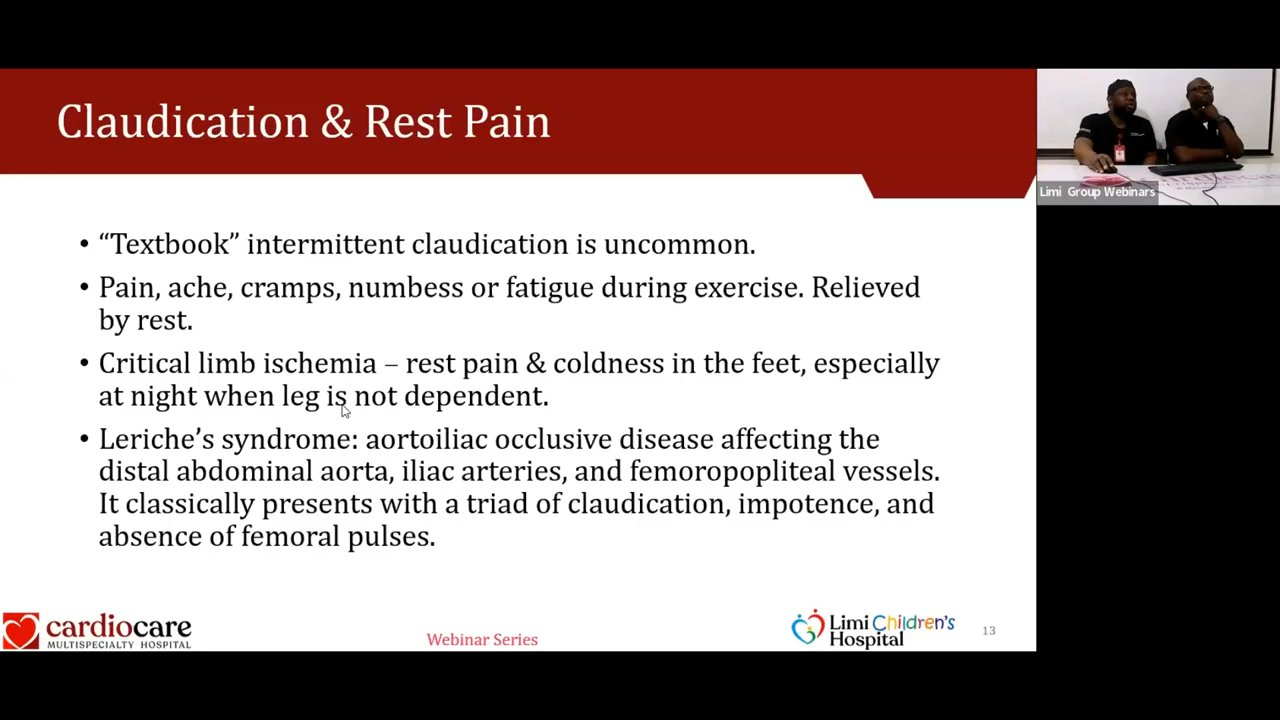 Claudication & Rest Pain
Limi Group Webinars
• “Textbook” intermittent claudication is uncommon.
• Pain, ache, cramps, numbess or fatigue during exercise. Relieved
by rest.
• Critical limb ischemia – rest pain & coldness in the feet, especially
at night when leg is not dependent.
• Leriche’s syndrome: aortoiliac occlusive disease affecting the
distal abdominal aorta, iliac arteries, and femoropopliteal vessels.
It classically presents with a triad of claudication, impotence, and
absence of femoral pulses.
cardiocare
MULTISPECIALTY HOSPITAL
Webinar Series
Limi Children's
Hospital
13